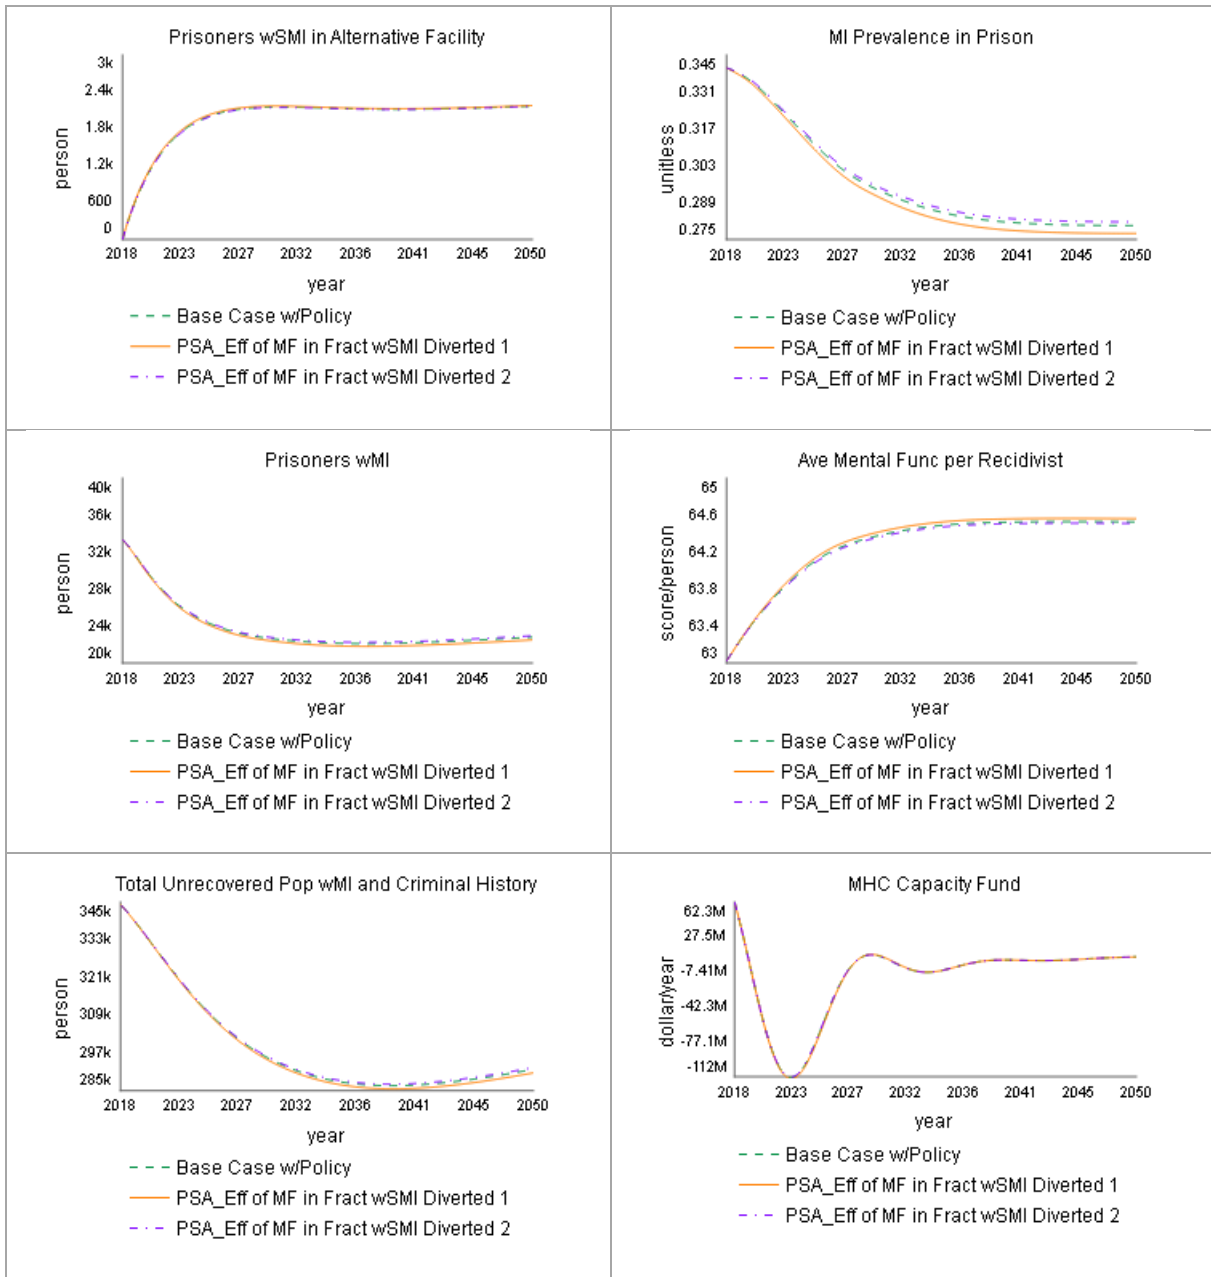 Prisoners wSMI in Alternative Facility
3k
2.4k
1.8k
1.2k
600
0
person
2018 2023 2027 2032 2036 2041 2045 2050
year
Base Case w/Policy
PSA_Eff of MF in Fract wSMI Diverted 1
PSA_Eff of MF in Fract wSMI Diverted 2
MI Prevalence in Prison
0.345
0.331
0.317
0.303
0.289
0.275
unitless
2018 2023 2027 2032 2036 2041 2045 2050
year
Base Case w/Policy
PSA_Eff of MF in Fract wSMI Diverted 1
PSA_Eff of MF in Fract wSMI Diverted 2
Prisoners wMI
40k
36k
32k
28k
24k
20k
person
2018 2023 2027 2032 2036 2041 2045 2050
year
Base Case w/Policy
PSA_Eff of MF in Fract wSMI Diverted 1
PSA_Eff of MF in Fract wSMI Diverted 2
Ave Mental Func per Recidivist
65
64.6
64.2
63.8
63.4
63
score/person
2018 2023 2027 2032 2036 2041 2045 2050
year
Base Case w/Policy
PSA_Eff of MF in Fract wSMI Diverted 1
PSA_Eff of MF in Fract wSMI Diverted 2
Total Unrecovered Pop wMI and Criminal History
345k
333k
321k
309k
297k
285k
person
2018 2023 2027 2032 2036 2041 2045 2050
year
Base Case w/Policy
PSA_Eff of MF in Fract wSMI Diverted 1
PSA_Eff of MF in Fract wSMI Diverted 2
MHC Capacity Fund
62.3M
27.5M
-7.41M
-42.3M
-77.1M
-112M
dollar/year
2018 2023 2027 2032 2036 2041 2045 2050
year
Base Case w/Policy
PSA_Eff of MF in Fract wSMI Diverted 1
PSA_Eff of MF in Fract wSMI Diverted 2